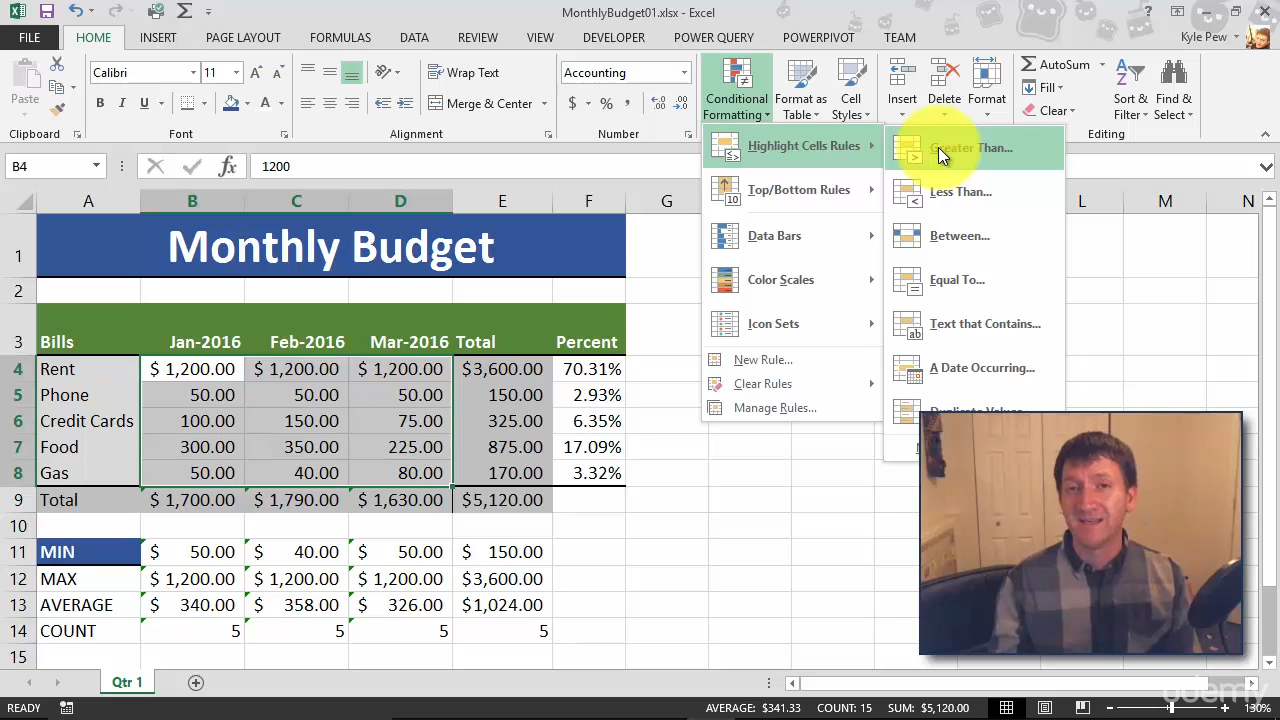 MonthlyBudget01.xlsx - Excel
FILE HOME INSERT PAGE LAYOUT FORMULAS DATA REVIEW VIEW DEVELOPER POWER QUERY POWERPIVOT TEAM Kyle Pew
Paste
Clipboard
Calibri 11
B I U
Font
Wrap Text
Merge & Center
Alignment
Accounting
$ % ,
Number
Conditional Formatting
Format as Table
Cell Styles
Insert Delete Format
AutoSum
Fill
Clear
Sort & Filter
Find & Select
Editing
Highlight Cells Rules
Top/Bottom Rules
Data Bars
Color Scales
Icon Sets
New Rule...
Clear Rules
Manage Rules...
Greater Than...
Less Than...
Between...
Equal To...
Text that Contains...
A Date Occurring...
B4 fx 1200
A B C D E F G L M N
1 Monthly Budget
2
3 Bills Jan-2016 Feb-2016 Mar-2016 Total Percent
4 Rent $ 1,200.00 $ 1,200.00 $ 1,200.00 $3,600.00 70.31%
5 Phone 50.00 50.00 50.00 150.00 2.93%
6 Credit Cards 100.00 150.00 75.00 325.00 6.35%
7 Food 300.00 350.00 225.00 875.00 17.09%
8 Gas 50.00 40.00 80.00 170.00 3.32%
9 Total $ 1,700.00 $ 1,790.00 $ 1,630.00 $5,120.00
10
11 MIN $ 50.00 $ 40.00 $ 50.00 $ 150.00
12 MAX $ 1,200.00 $ 1,200.00 $ 1,200.00 $3,600.00
13 AVERAGE $ 340.00 $ 358.00 $ 326.00 $1,024.00
14 COUNT 5 5 5 5
15
Qtr 1
READY AVERAGE: $341.33 COUNT: 15 SUM: $5,120.00 130%
udemy